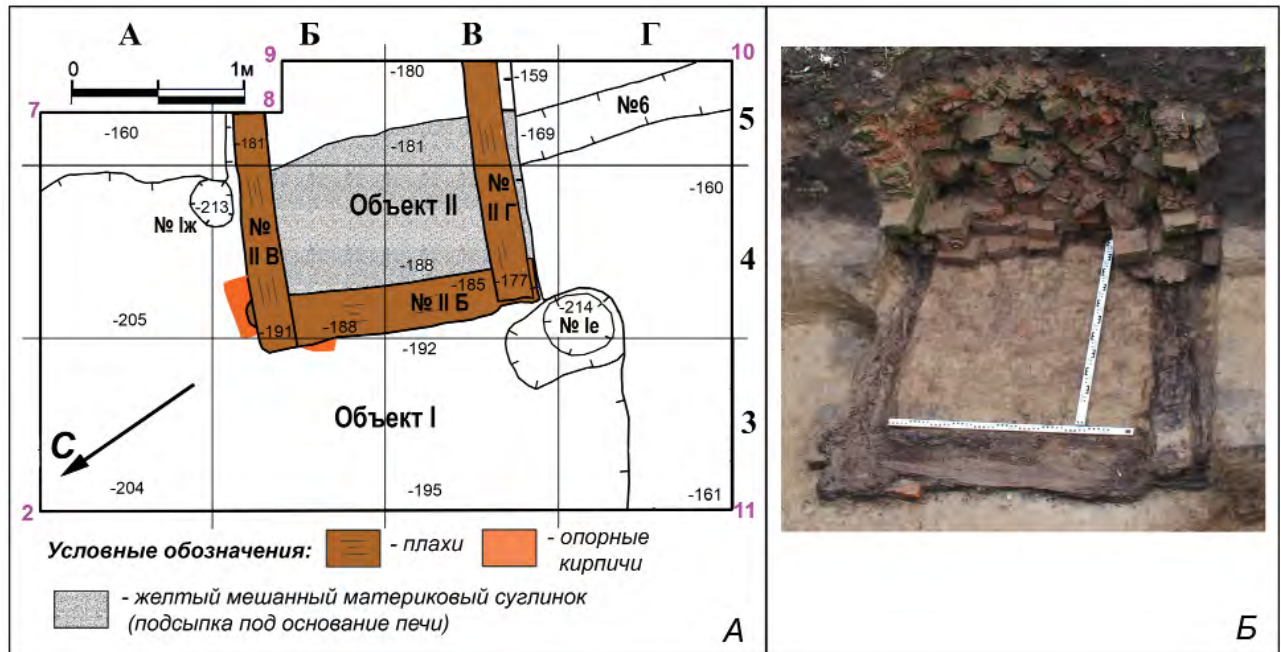 А Б В Г
9 10
0 1м
8
7
-180 -159
№6
5
-160 -181 -169
-181
-160
-213
№ Iж
№ II В
Объект II
№ II Г
4
-188
-185 -177
-214
№ Iе
-205
-191 -188
№ II Б
-192
Объект I
3
С
-204 -195 -161
2 11
Условные обозначения: - плахи - опорные
кирпичи
- желтый мешанный материковый суглинок
(подсыпка под основание печи)
А Б